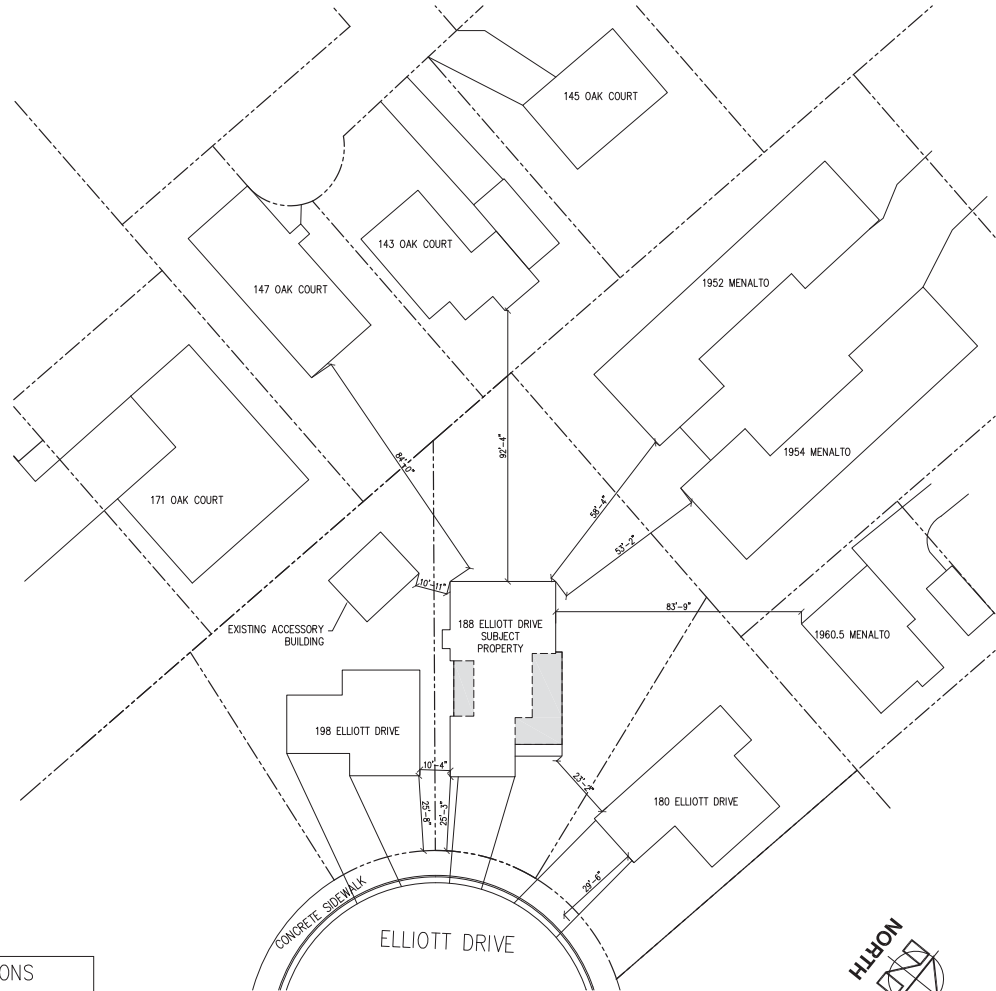 145 OAK COURT
143 OAK COURT
147 OAK COURT
1952 MENALTO
1954 MENALTO
171 OAK COURT
92'-4"
84'-0"
58'-4"
53'-2"
10'-11"
83'-9"
EXISTING ACCESSORY
BUILDING
188 ELLIOTT DRIVE
SUBJECT
PROPERTY
1960.5 MENALTO
198 ELLIOTT DRIVE
10'-4"
23'-2"
25'-8"
25'-3"
180 ELLIOTT DRIVE
29'-6"
CONCRETE SIDEWALK
ELLIOTT DRIVE
NORTH
ONS